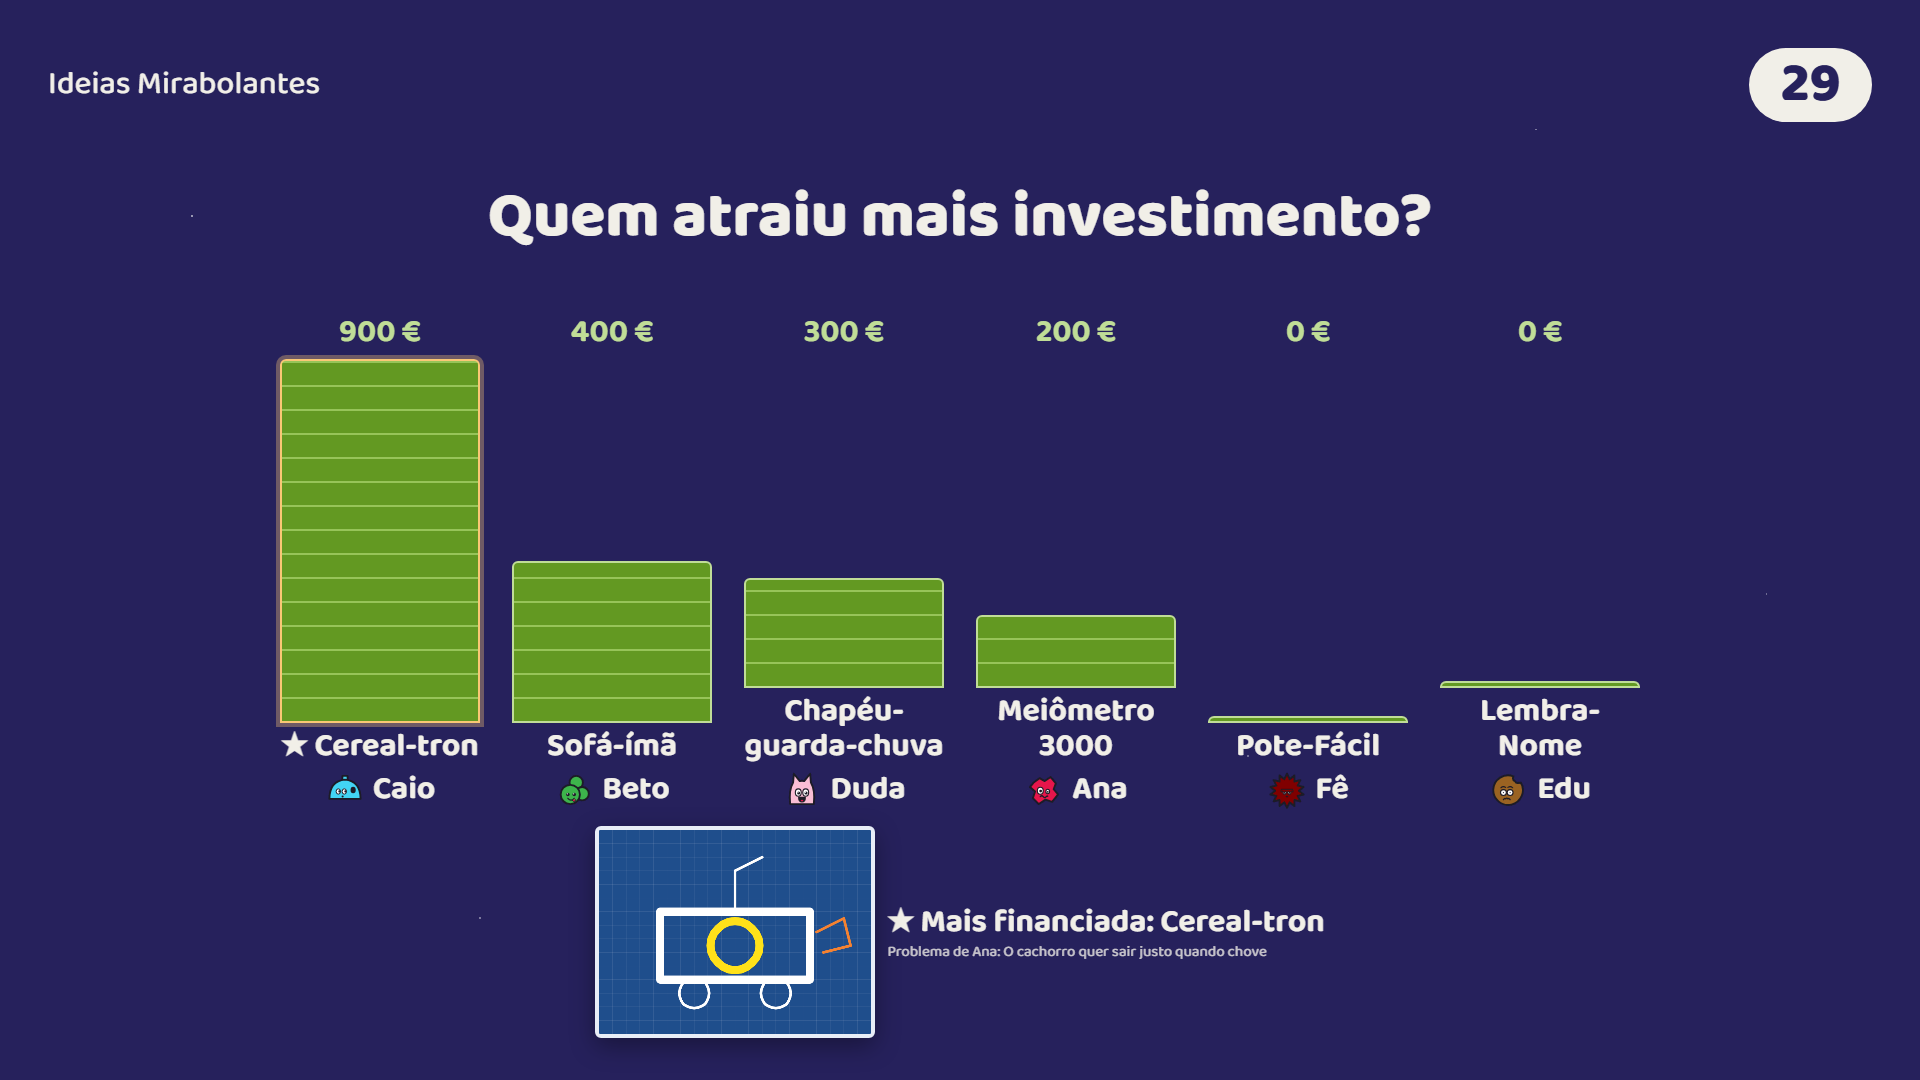 Ideias Mirabolantes
29
Quem atraiu mais investimento?
900 €
400 €
300 €
200 €
0 €
0 €
★ Cereal-tron
Caio
Sofá-ímã
Beto
Chapéu-
guarda-chuva
Duda
Meiômetro
3000
Ana
Pote-Fácil
Fê
Lembra-
Nome
Edu
★ Mais financiada: Cereal-tron
Problema de Ana: O cachorro quer sair justo quando chove